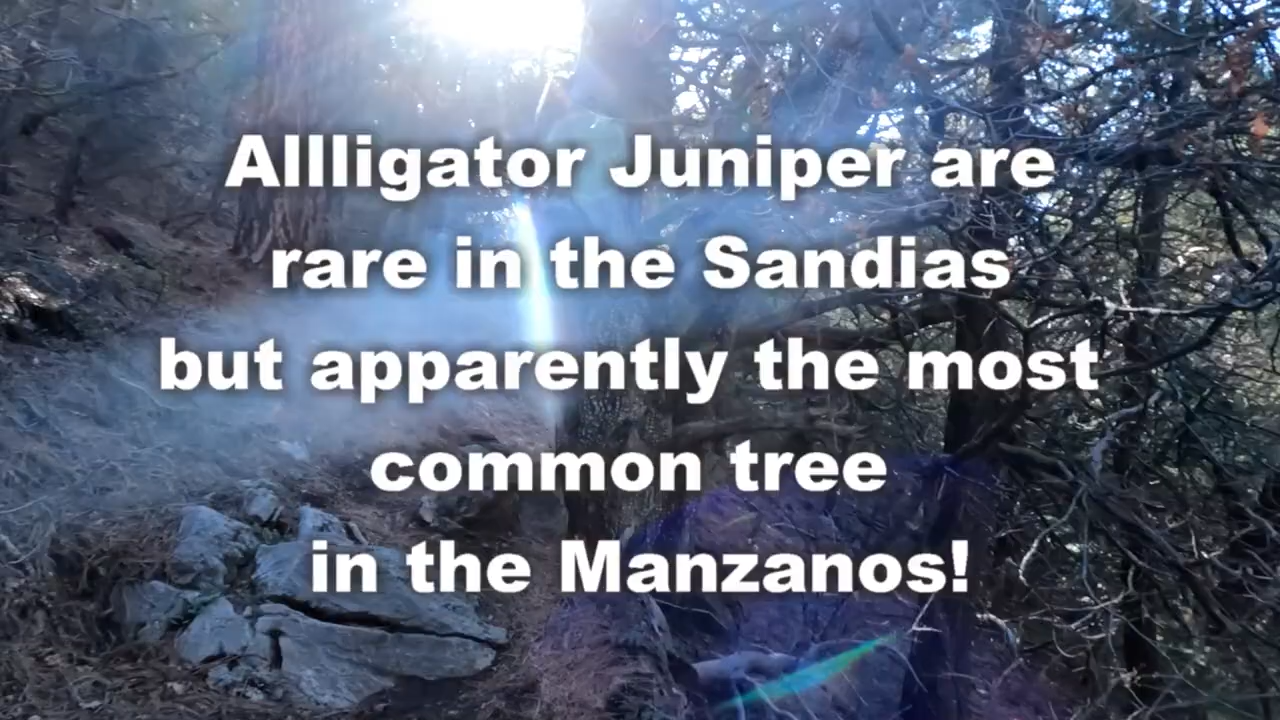 Allligator Juniper are
rare in the Sandias
but apparently the most
common tree
in the Manzanos!